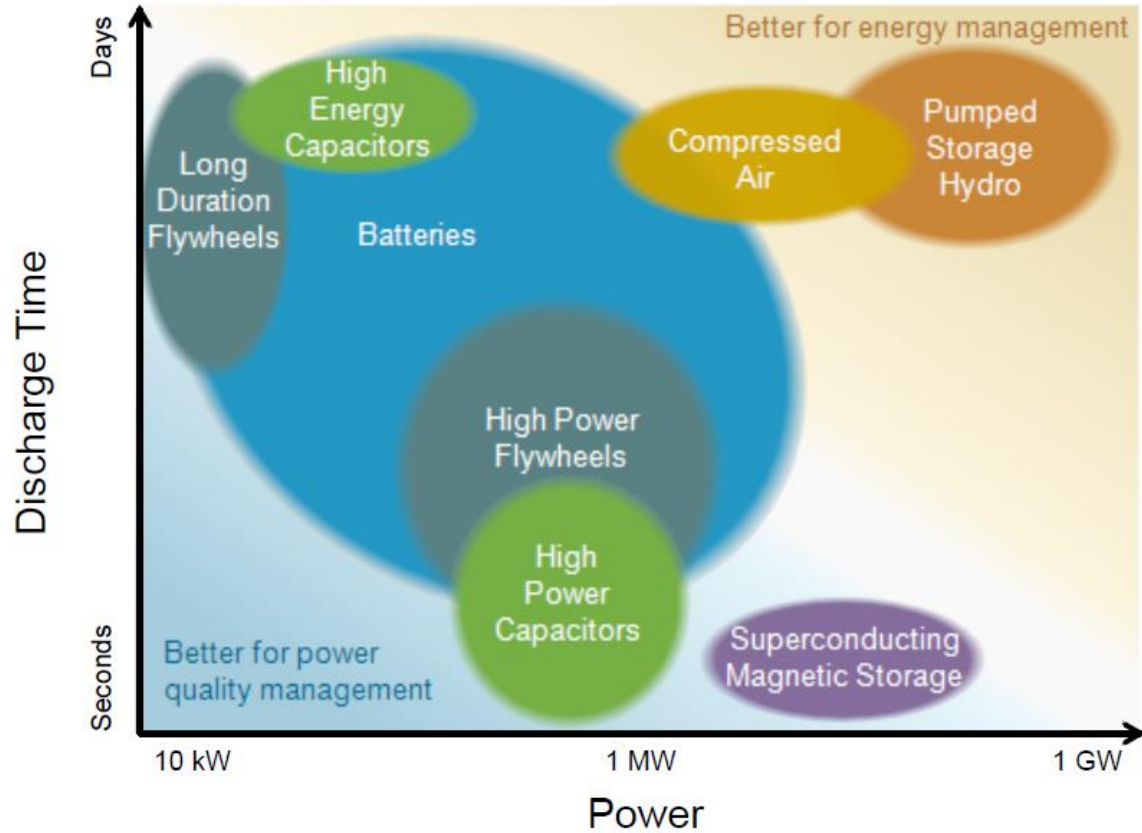 Days
Better for energy management
High
Energy
Capacitors
Pumped
Storage
Hydro
Compressed
Air
Long
Duration
Flywheels
Batteries
Discharge Time
High Power
Flywheels
High
Power
Capacitors
Superconducting
Magnetic Storage
Better for power
quality management
Seconds
10 kW
1 MW
1 GW
Power